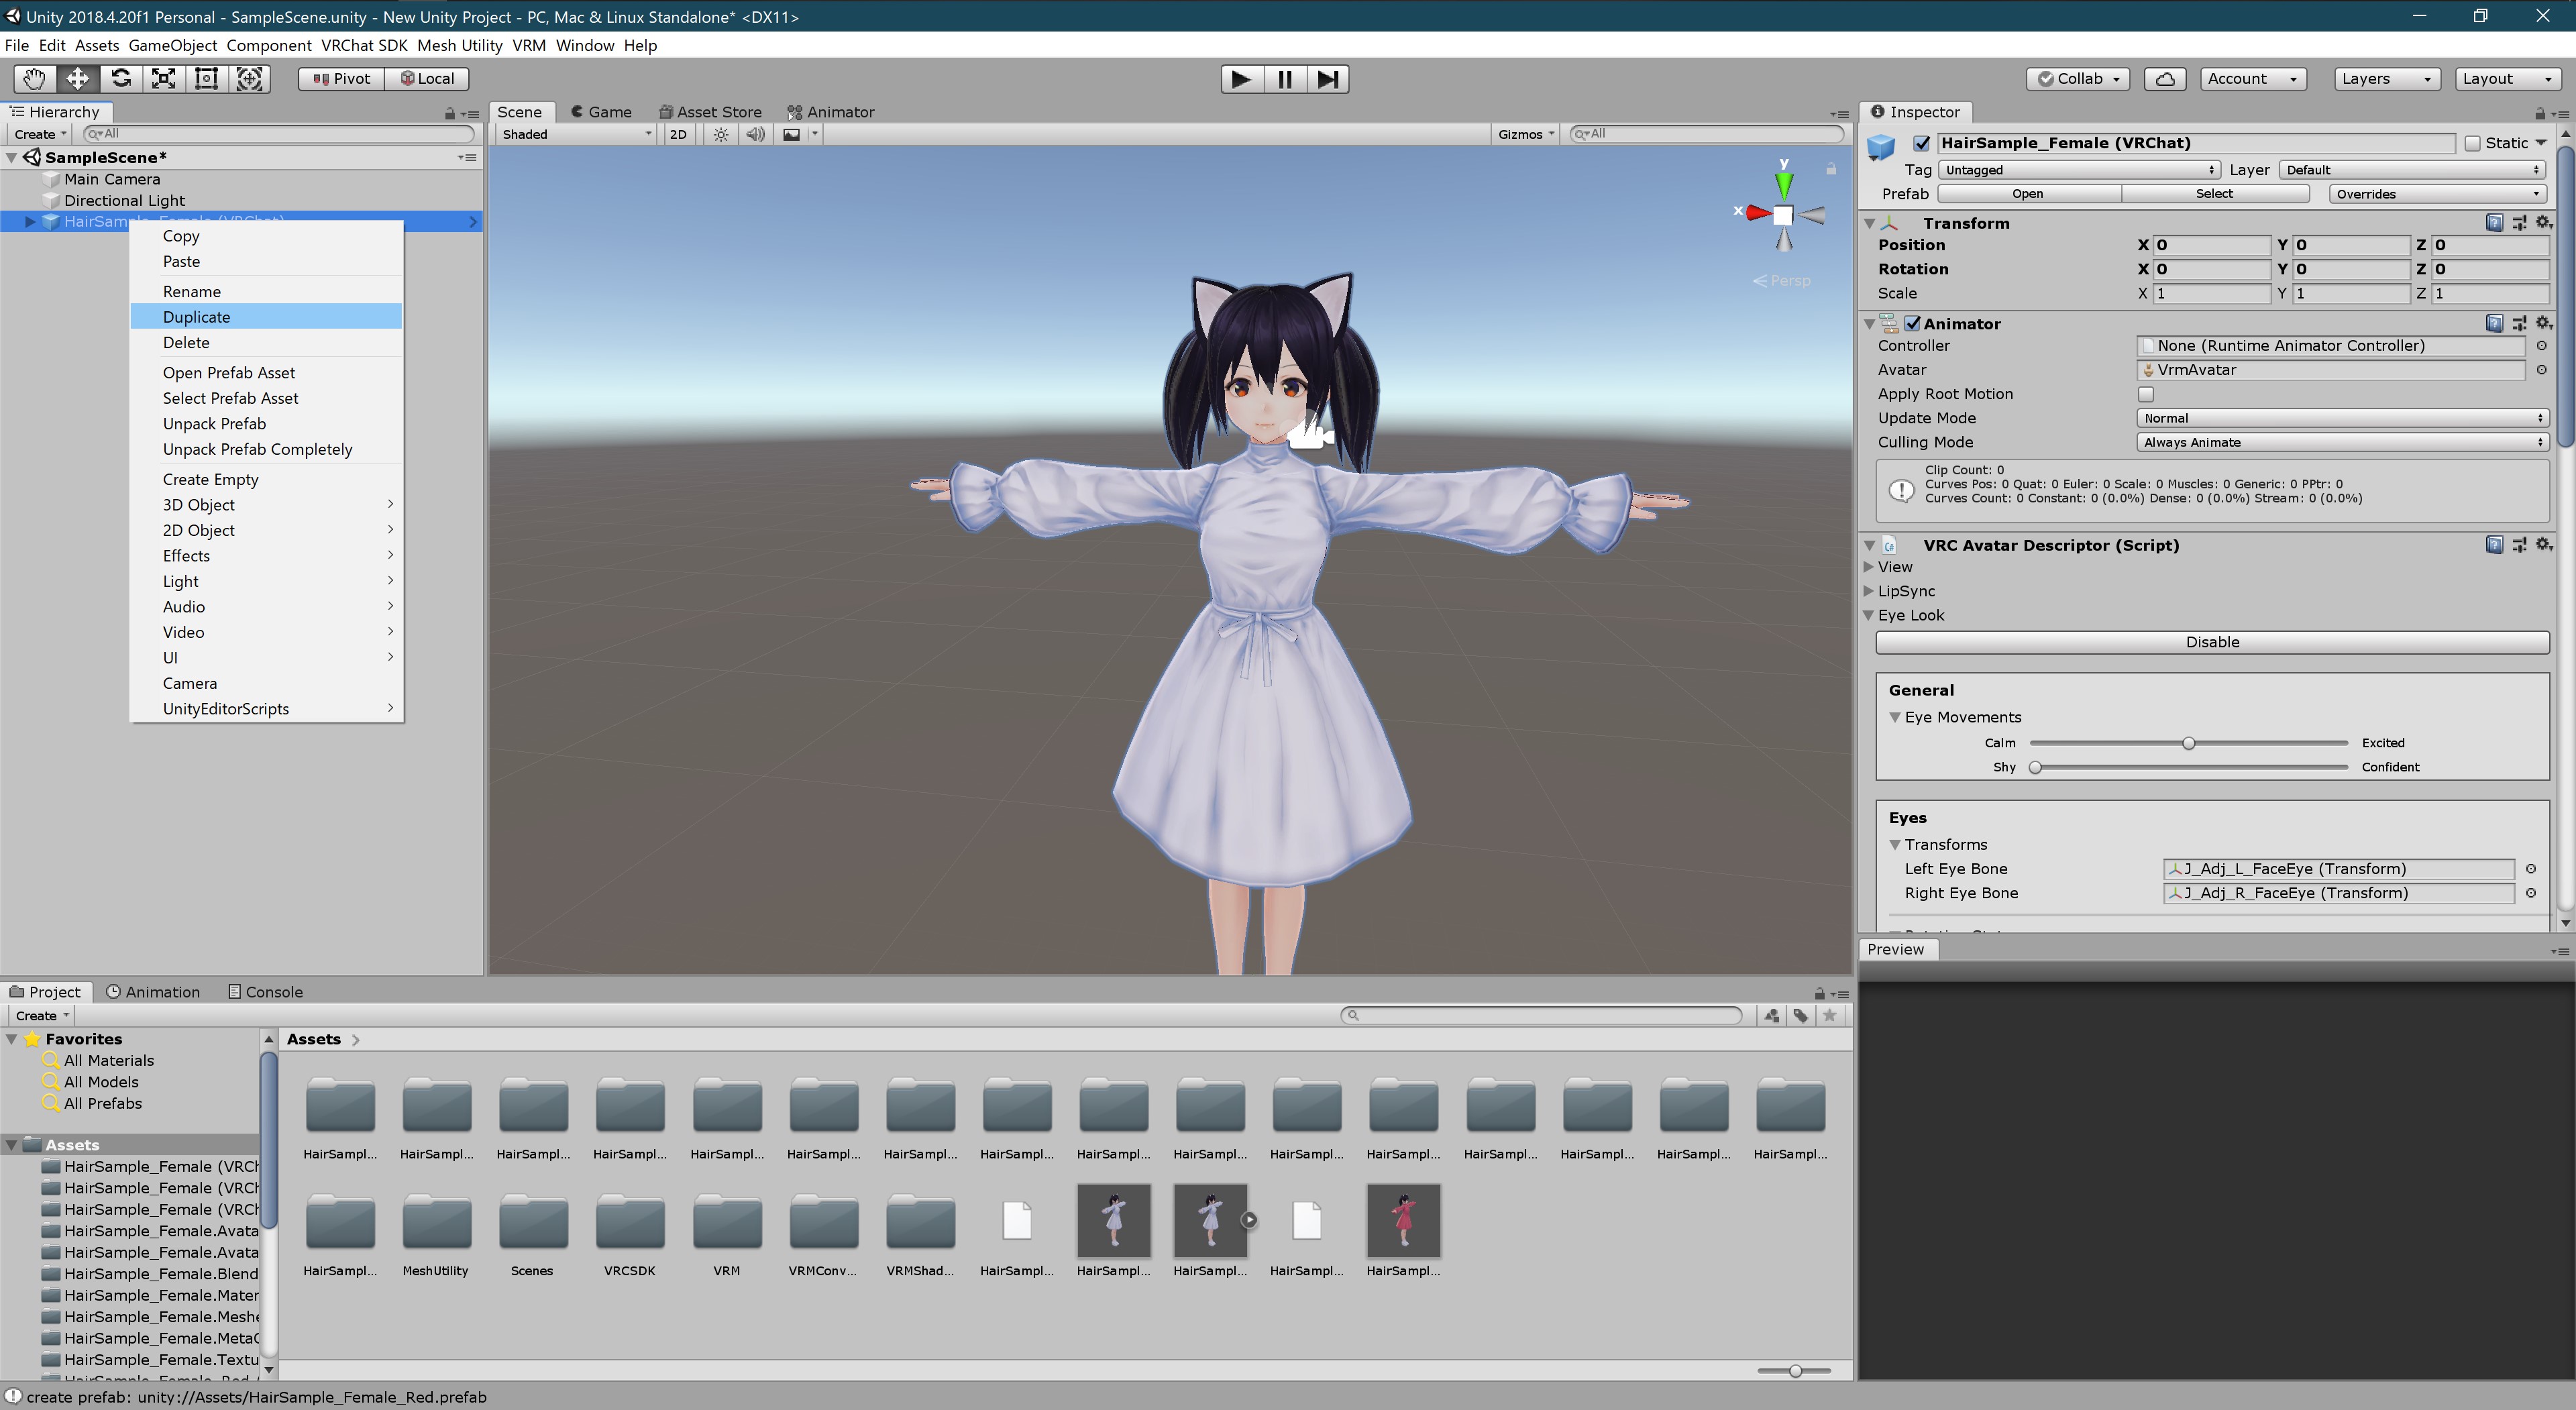 Unity 2018.4.20f1 Personal - SampleScene.unity - New Unity Project - PC, Mac & Linux Standalone* <DX11>
File Edit Assets GameObject Component VRChat SDK Mesh Utility VRM Window Help
Pivot Local Collab Account Layers Layout
Hierarchy
Create All
SampleScene*
Main Camera
Directional Light
HairSample_Female (VRChat)
Copy
Paste
Rename
Duplicate
Delete
Open Prefab Asset
Select Prefab Asset
Unpack Prefab
Unpack Prefab Completely
Create Empty
3D Object
2D Object
Effects
Light
Audio
Video
UI
Camera
UnityEditorScripts
Scene Game Asset Store Animator
Shaded 2D Gizmos All
y
x
Persp
Inspector
HairSample_Female (VRChat) Static
Tag Untagged Layer Default
Prefab Open Select Overrides
Transform
Position X 0 Y 0 Z 0
Rotation X 0 Y 0 Z 0
Scale X 1 Y 1 Z 1
Animator
Controller None (Runtime Animator Controller)
Avatar VrmAvatar
Apply Root Motion
Update Mode Normal
Culling Mode Always Animate
Clip Count: 0
Curves Pos: 0 Quat: 0 Euler: 0 Scale: 0 Muscles: 0 Generic: 0 PPtr: 0
Curves Count: 0 Constant: 0 (0.0%) Dense: 0 (0.0%) Stream: 0 (0.0%)
VRC Avatar Descriptor (Script)
View
LipSync
Eye Look
Disable
General
Eye Movements
Calm Excited
Shy Confident
Eyes
Transforms
Left Eye Bone J_Adj_L_FaceEye (Transform)
Right Eye Bone J_Adj_R_FaceEye (Transform)
Preview
Project Animation Console
Create
Favorites
All Materials
All Models
All Prefabs
Assets
HairSample_Female (VRCh
HairSample_Female (VRCh
HairSample_Female (VRCh
HairSample_Female.Avata
HairSample_Female.Avata
HairSample_Female.Blend
HairSample_Female.Mater
HairSample_Female.Meshe
HairSample_Female.MetaO
HairSample_Female.Textu
Assets
HairSampl... HairSampl... HairSampl... HairSampl... HairSampl... HairSampl... HairSampl... HairSampl... HairSampl... HairSampl... HairSampl... HairSampl... HairSampl... HairSampl... HairSampl... HairSampl...
HairSampl... MeshUtility Scenes VRCSDK VRM VRMConv... VRMShad... HairSampl... HairSampl... HairSampl... HairSampl... HairSampl...
create prefab: unity://Assets/HairSample_Female_Red.prefab